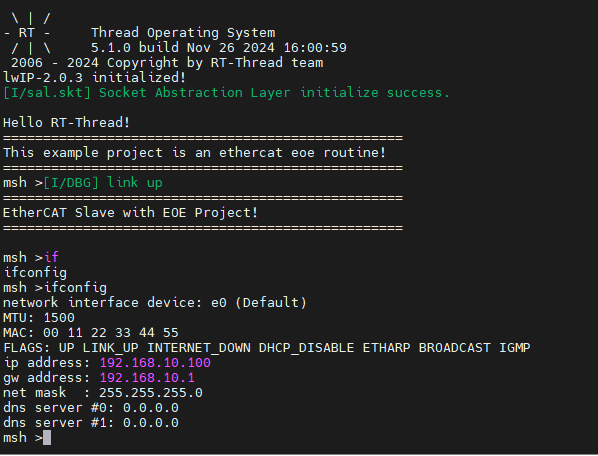 \ | /
- RT -     Thread Operating System
 / | \     5.1.0 build Nov 26 2024 16:00:59
 2006 - 2024 Copyright by RT-Thread team
lwIP-2.0.3 initialized!
[I/sal.skt] Socket Abstraction Layer initialize success.

Hello RT-Thread!
==================================================
This example project is an ethercat eoe routine!
==================================================
msh >[I/DBG] link up
==================================================
EtherCAT Slave with EOE Project!
==================================================

msh >if
ifconfig
msh >ifconfig
network interface device: e0 (Default)
MTU: 1500
MAC: 00 11 22 33 44 55
FLAGS: UP LINK_UP INTERNET_DOWN DHCP_DISABLE ETHARP BROADCAST IGMP
ip address: 192.168.10.100
gw address: 192.168.10.1
net mask  : 255.255.255.0
dns server #0: 0.0.0.0
dns server #1: 0.0.0.0
msh >